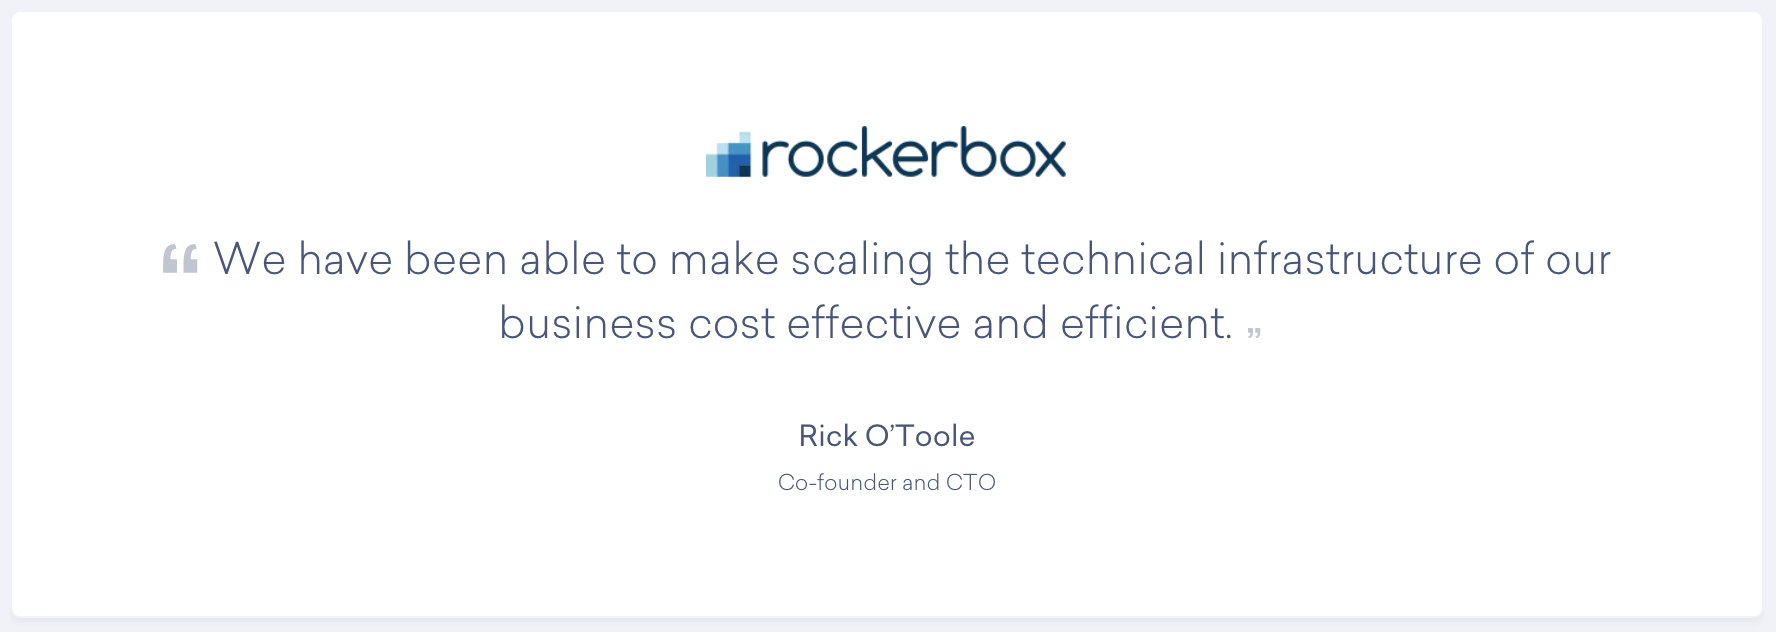 rockerbox
“ We have been able to make scaling the technical infrastructure of our
business cost effective and efficient. ”
Rick O’Toole
Co-founder and CTO